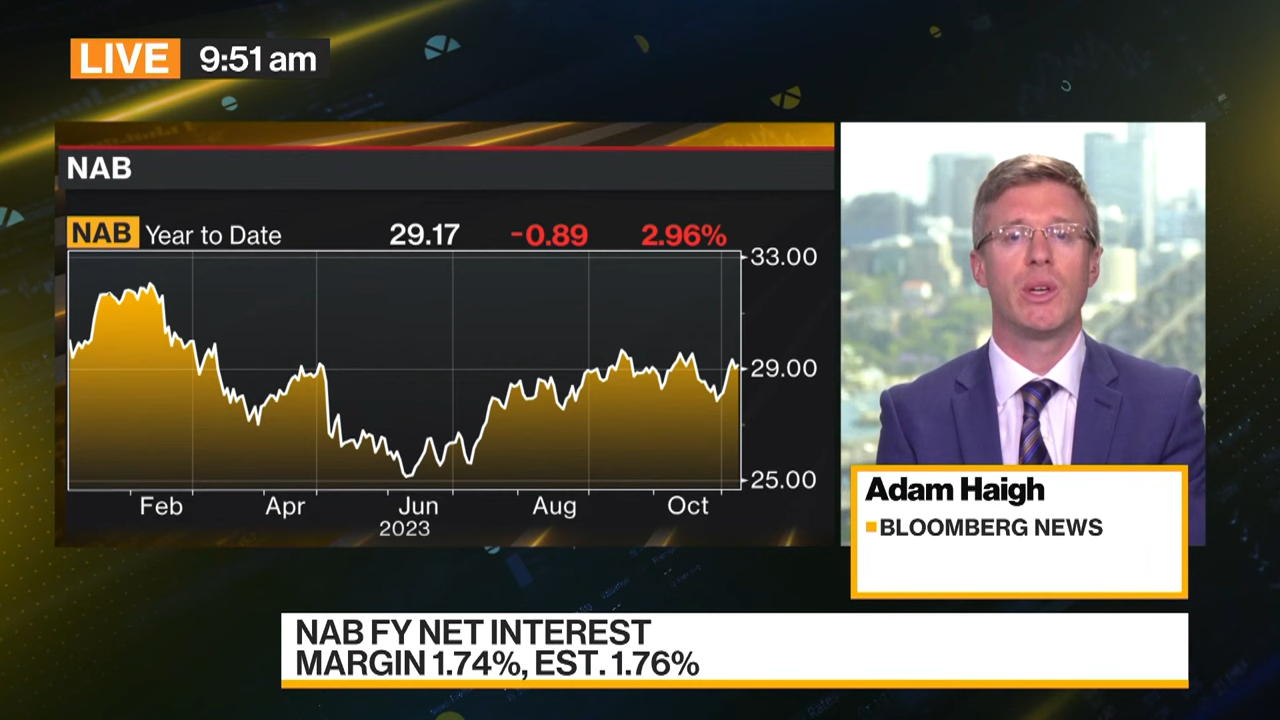 LIVE 9:51 am
NAB
NAB Year to Date 29.17 -0.89 2.96%
33.00
29.00
25.00
Feb Apr Jun Aug Oct
2023
Adam Haigh
BLOOMBERG NEWS
NAB FY NET INTEREST
MARGIN 1.74%, EST. 1.76%